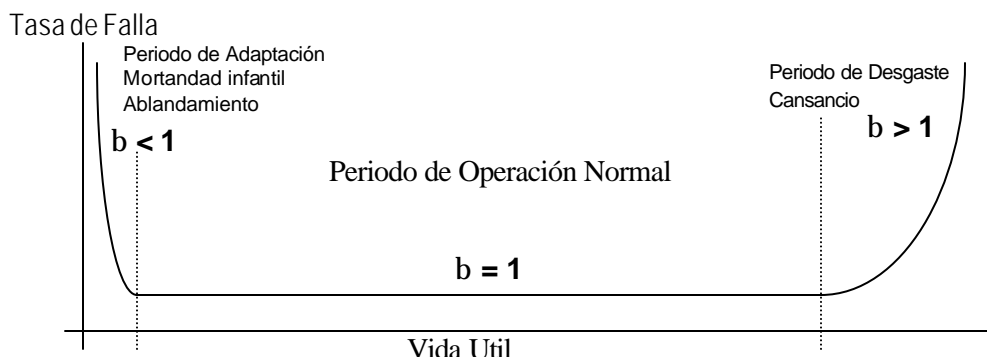 Tasa de Falla
Periodo de Adaptación
Mortandad infantil
Ablandamiento
b < 1
Periodo de Desgaste
Cansancio
b > 1
Periodo de Operación Normal
b = 1
Vida Util